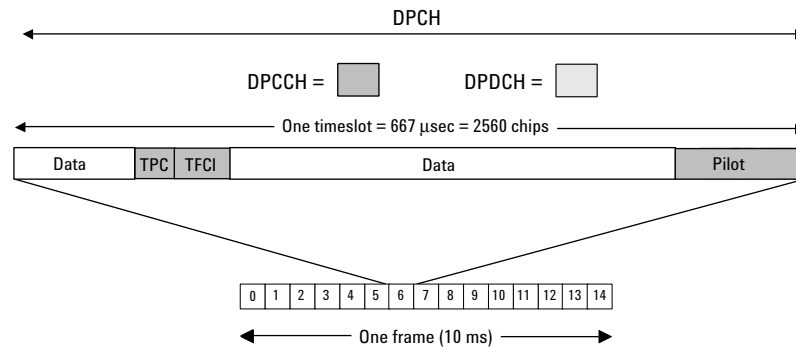 DPCH
DPCCH = DPDCH =
One timeslot = 667 µsec = 2560 chips
Data TPC TFCI Data Pilot
0 1 2 3 4 5 6 7 8 9 10 11 12 13 14
One frame (10 ms)